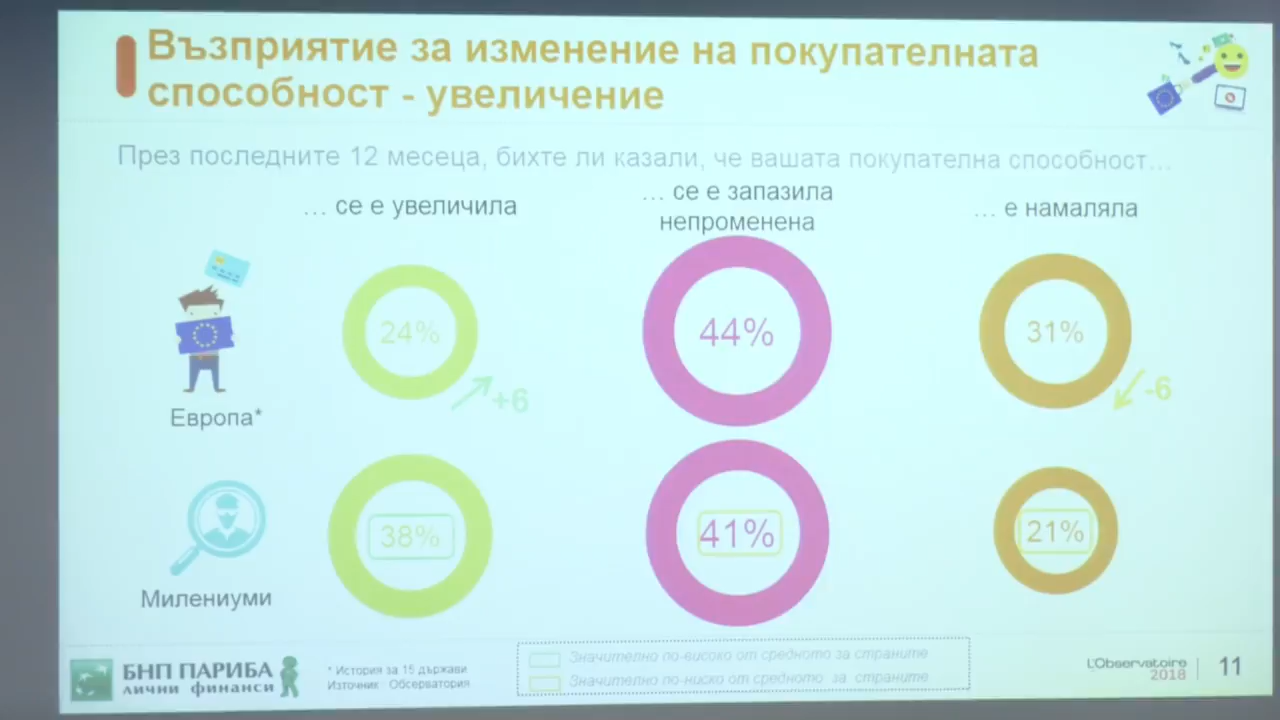 Възприятие за изменение на покупателната
способност - увеличение
През последните 12 месеца, бихте ли казали, че вашата покупателна способност…
… се е увеличила
… се е запазила
непроменена
… е намаляла
24%
+6
44%
31%
-6
Европа*
38%
41%
21%
Милениуми
БНП ПАРИБА
лични финанси
* История за 15 държави
Източник : Обсерватория
Значително по-високо от средното за страните
Значително по-ниско от средното за страните
L'Observatoire
2018
11